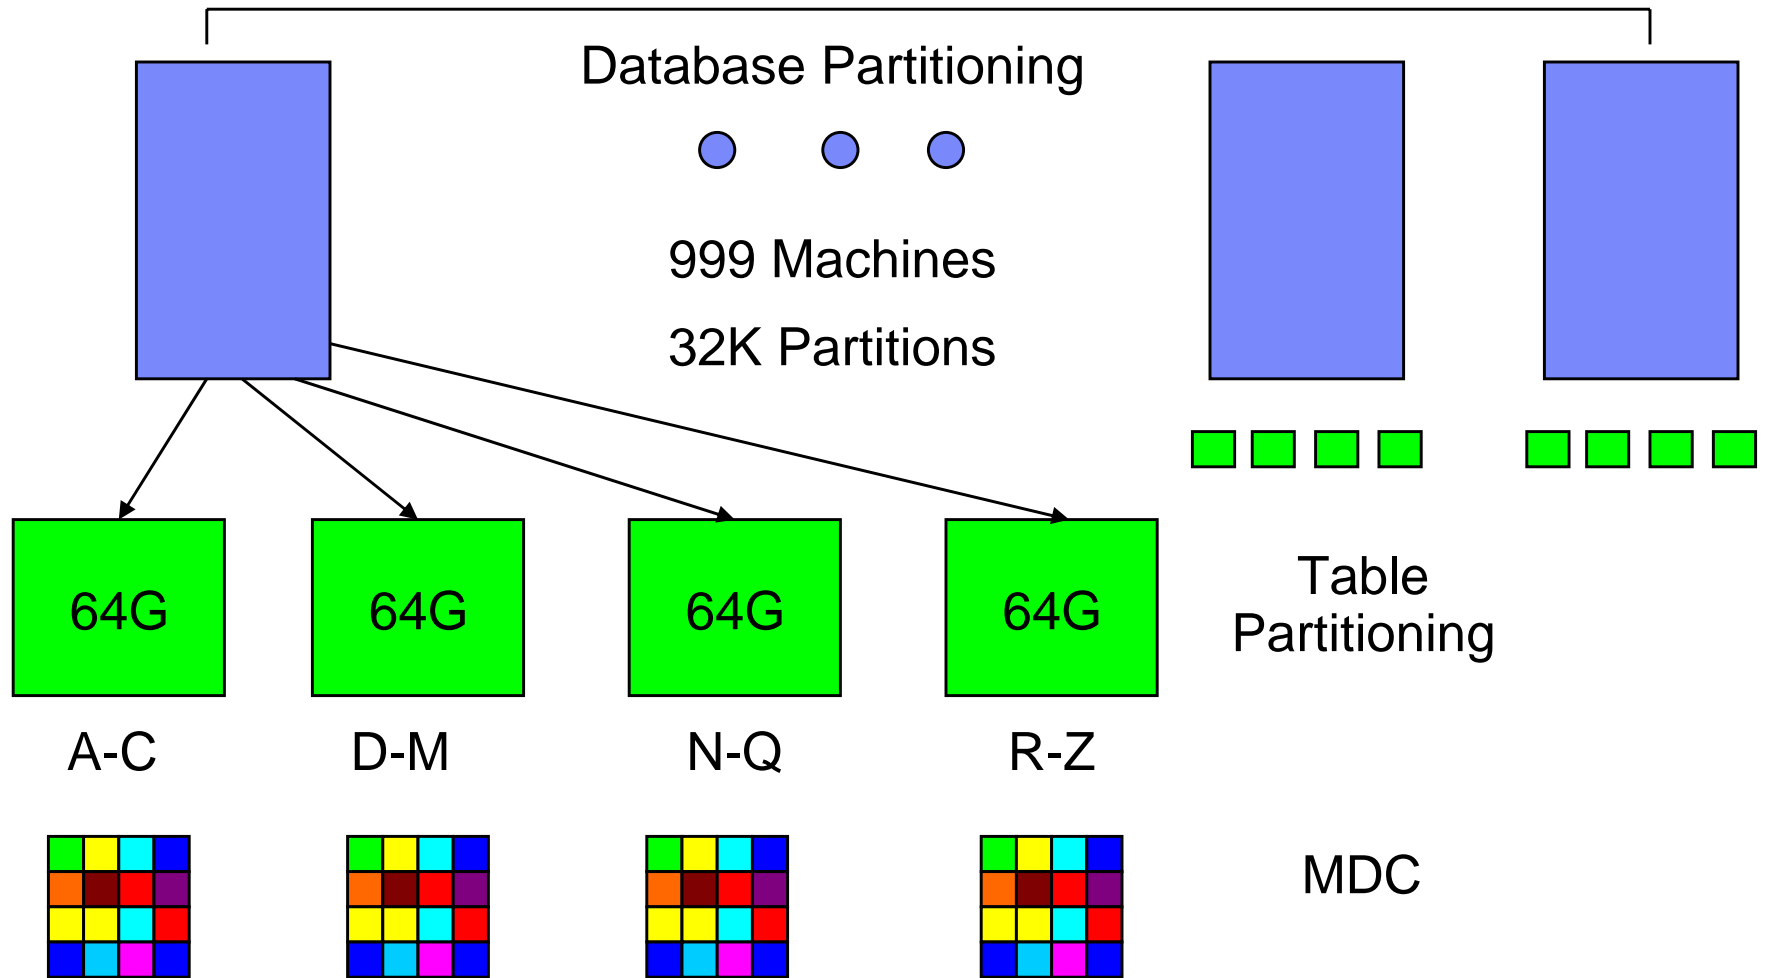 Database Partitioning
999 Machines
32K Partitions
64G
64G
64G
64G
Table
Partitioning
A-C
D-M
N-Q
R-Z
MDC